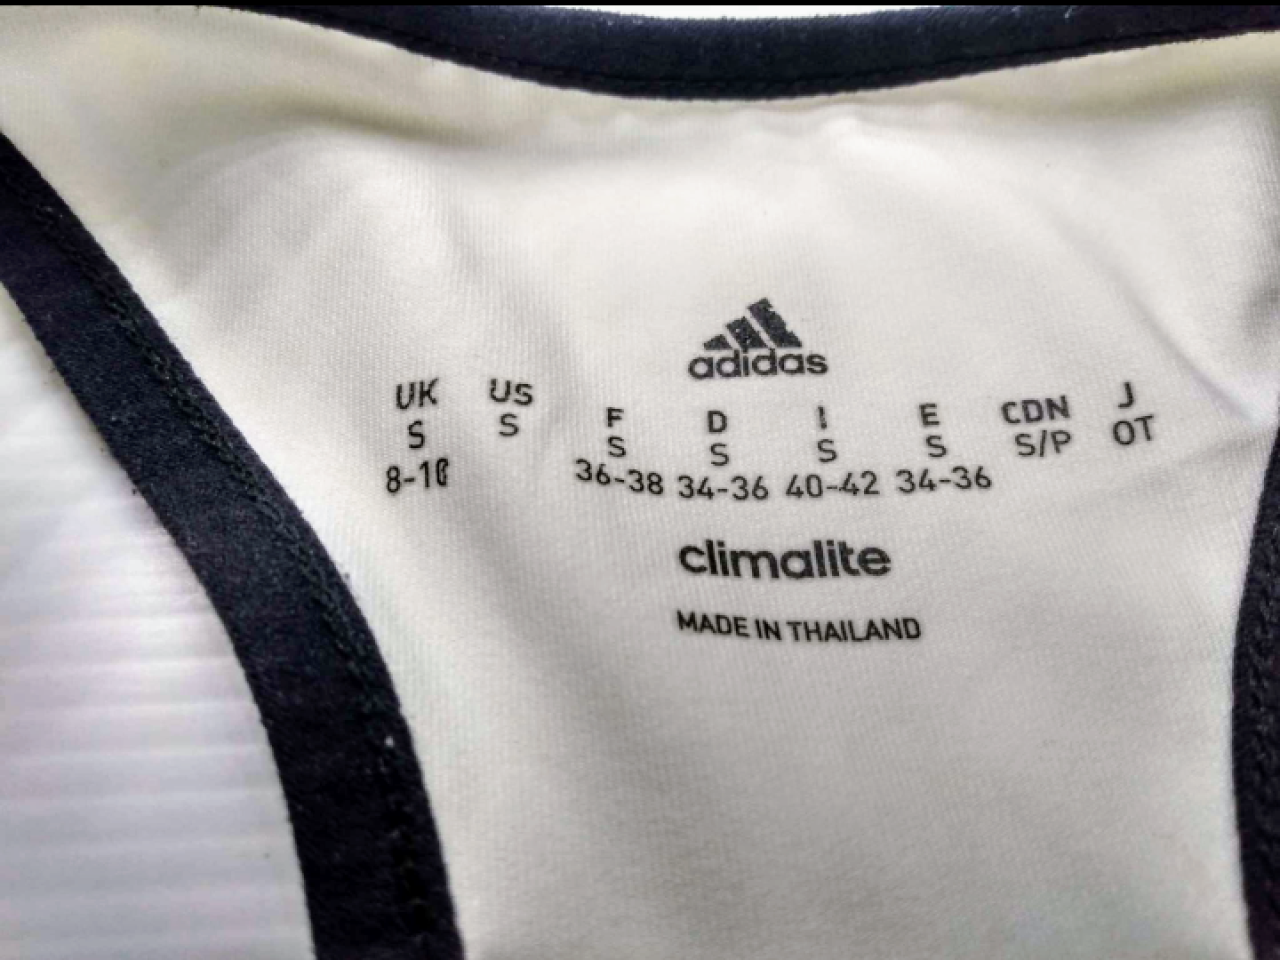 adidas
UK US F D I E CDN J
S S S S S S S/P OT
8-10 36-38 34-36 40-42 34-36
climalite
MADE IN THAILAND